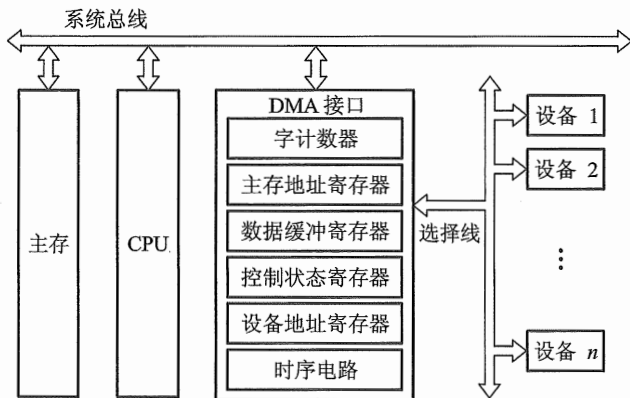 系统总线
主存
CPU
DMA 接口
字计数器
主存地址寄存器
数据缓冲寄存器
控制状态寄存器
设备地址寄存器
时序电路
选择线
设备 1
设备 2
⋮
设备 n